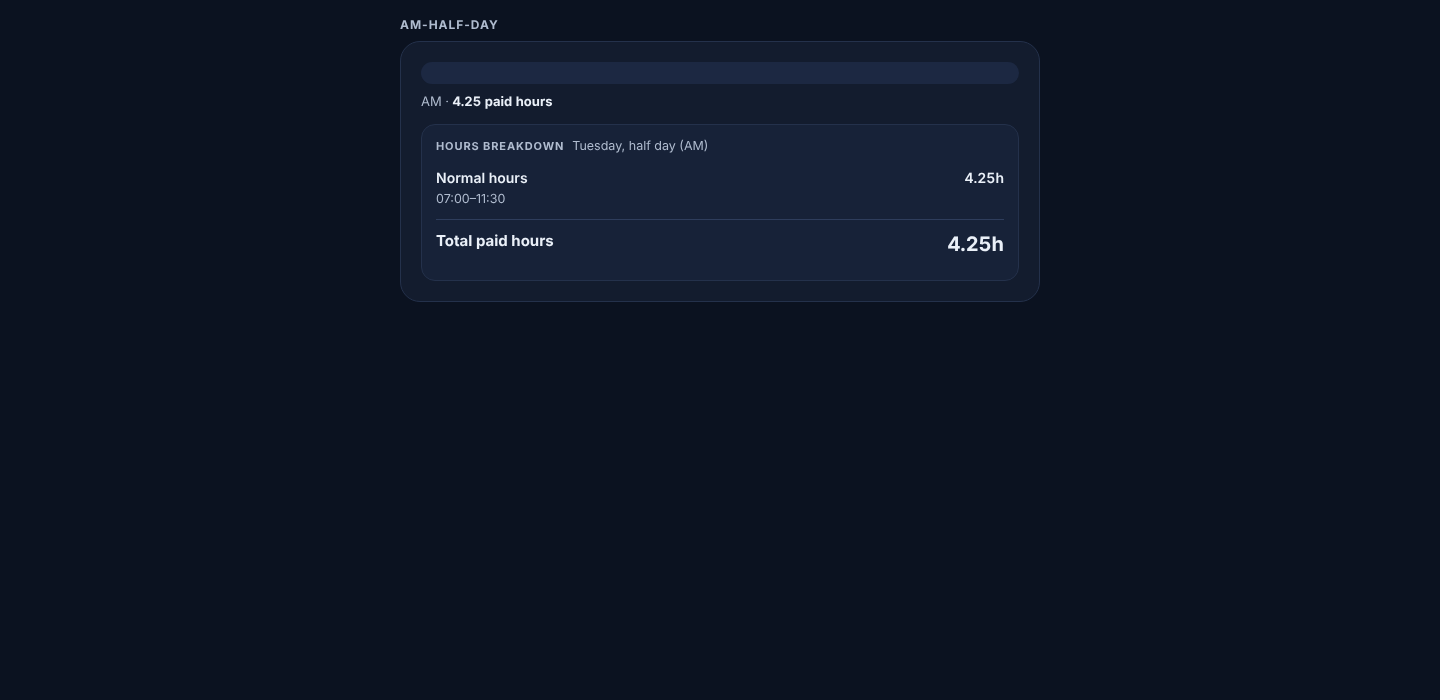 AM-HALF-DAY
AM · 4.25 paid hours
HOURS BREAKDOWN Tuesday, half day (AM)
Normal hours 4.25h
07:00–11:30
Total paid hours 4.25h